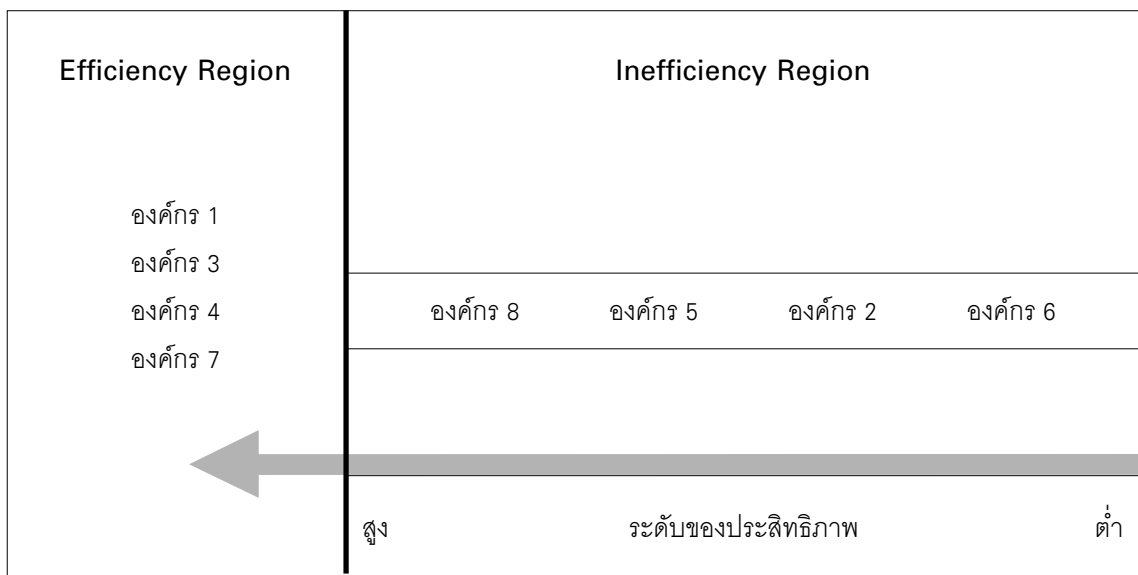 Efficiency Region
Inefficiency Region
องค์กร 1
องค์กร 3
องค์กร 4
องค์กร 7
องค์กร 8 องค์กร 5 องค์กร 2 องค์กร 6
สูง ระดับของประสิทธิภาพ ต่ำ